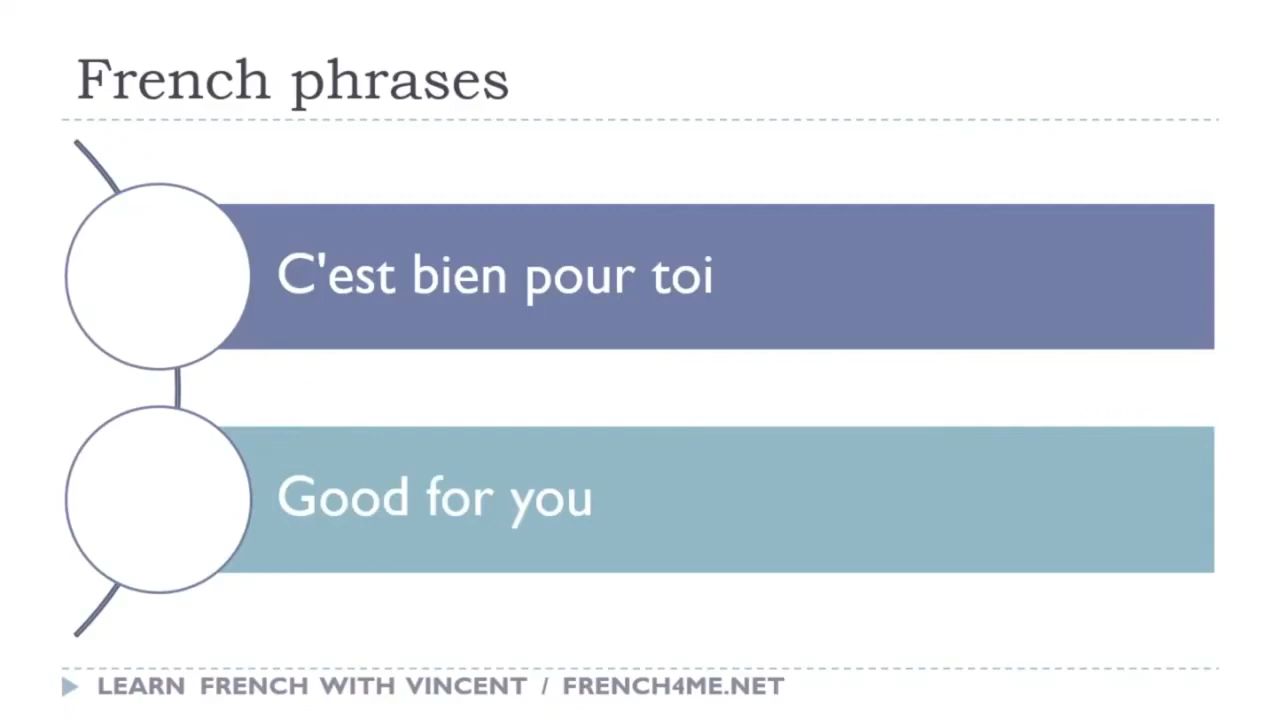 French phrases
C'est bien pour toi
Good for you
LEARN FRENCH WITH VINCENT / FRENCH4ME.NET